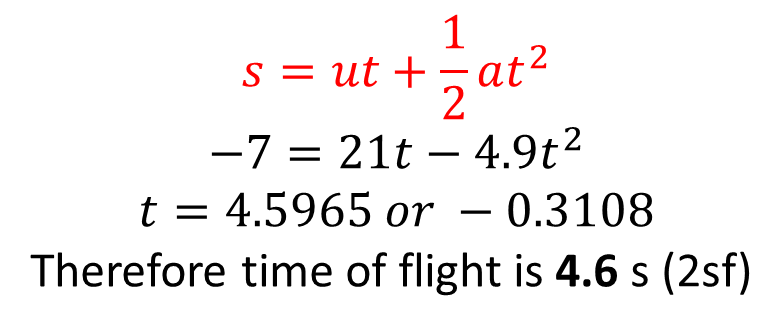 s = ut + 1/2 at²
−7 = 21t − 4.9t²
t = 4.5965 or − 0.3108
Therefore time of flight is 4.6 s (2sf)